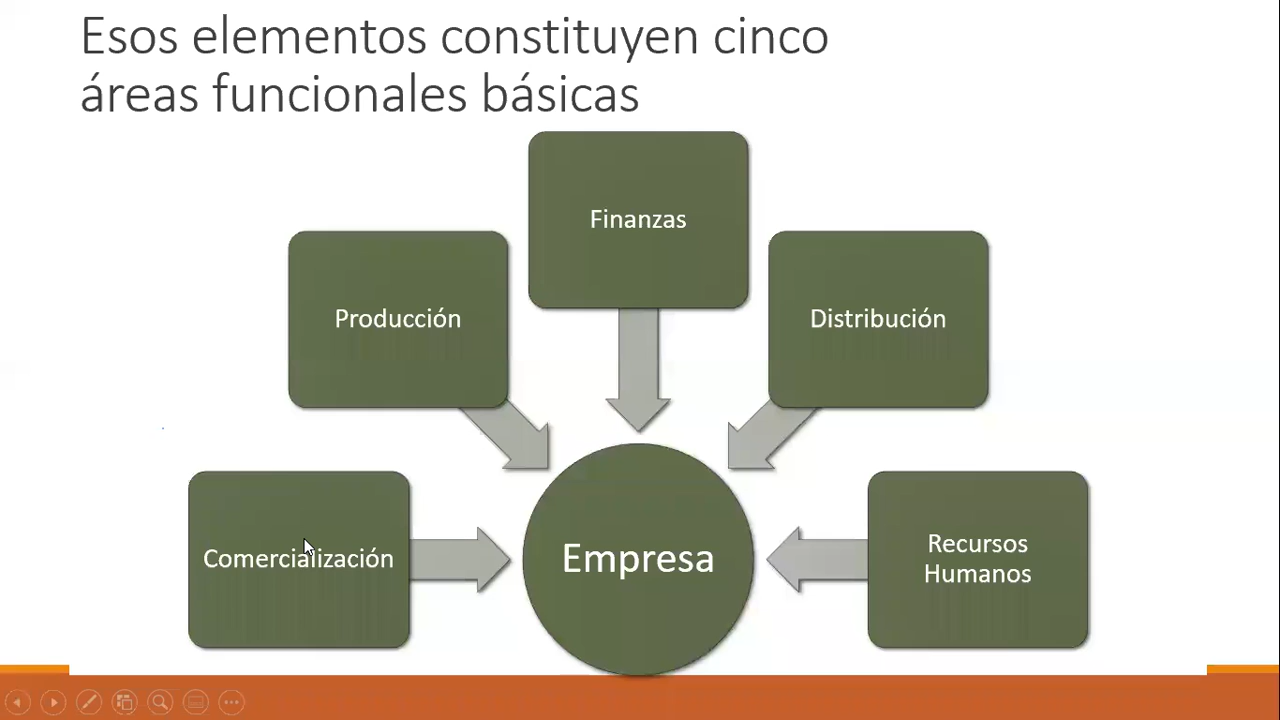 Esos elementos constituyen cinco
áreas funcionales básicas
Finanzas
Producción
Distribución
Comercialización
Empresa
Recursos
Humanos